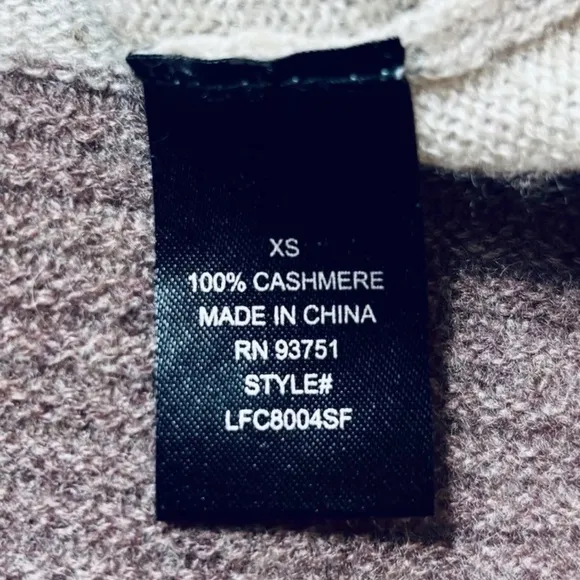 XS
100% CASHMERE
MADE IN CHINA
RN 93751
STYLE#
LFC8004SF